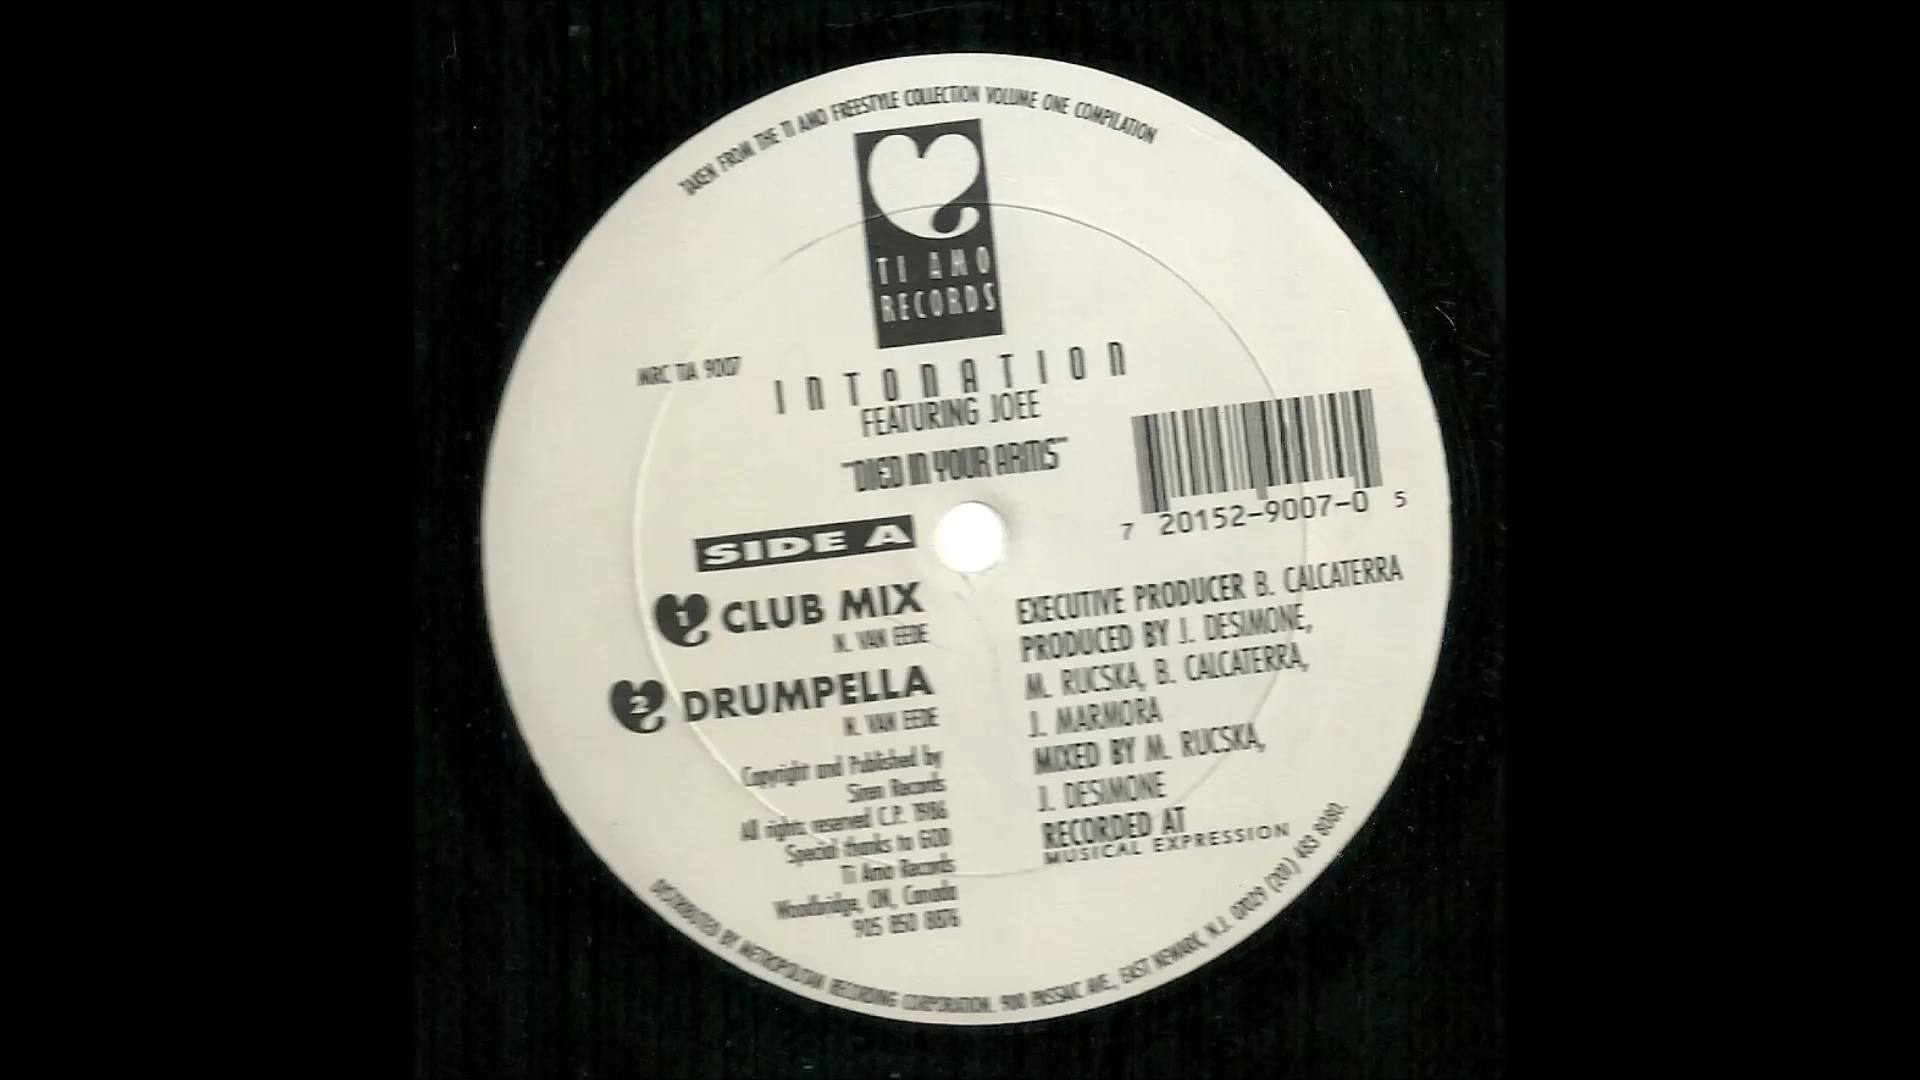 TAKEN FROM THE TI AMO FREESTYLE COLLECTION VOLUME ONE COMPILATION
TI AMO
RECORDS
MRC TIA 9007
INTONATION
FEATURING JOEE
"DIED IN YOUR ARMS"
7 20152-9007-0 5
SIDE A
1 CLUB MIX
N. VAN EEDE
2 DRUMPELLA
N. VAN EEDE
Copyright and Published by
Siren Records
All rights reserved C.P. 1986
Special thanks to 6:00
Ti Amo Records
Woodbridge, ON, Canada
905 850 8876
EXECUTIVE PRODUCER B. CALCATERRA
PRODUCED BY J. DESIMONE,
M. RUCSKA, B. CALCATERRA,
J. MARMORA
MIXED BY M. RUCSKA,
J. DESIMONE
RECORDED AT
MUSICAL EXPRESSION
DISTRIBUTED BY METROPOLITAN RECORDING CORPORATION. 900 PASSAIC AVE., EAST NEWARK, N.J. 07029 (201) 483 8080.